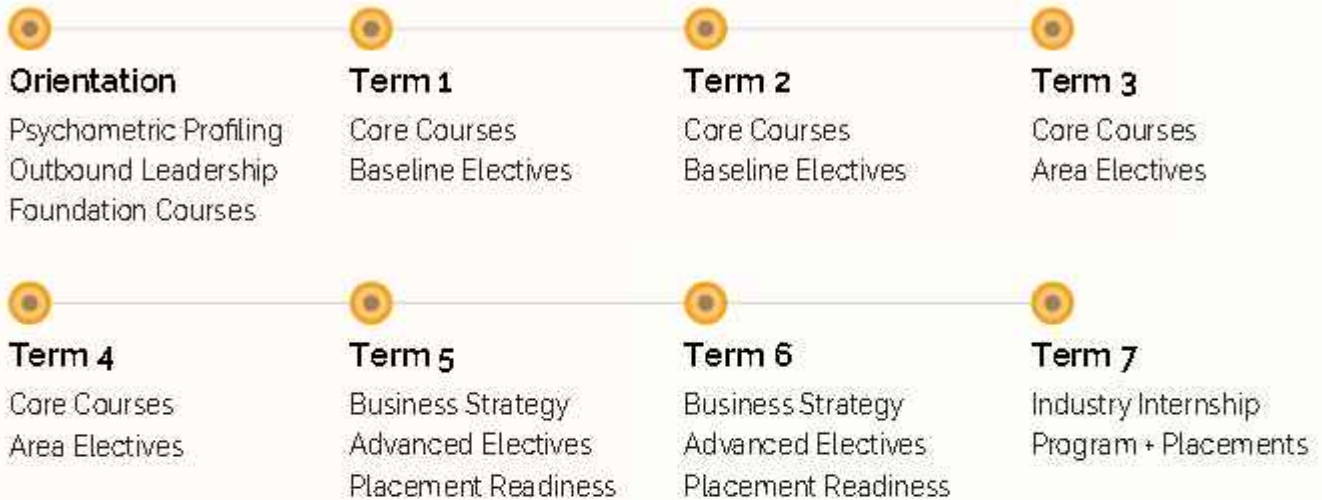 Orientation
Psychometric Profiling
Outbound Leadership
Foundation Courses
Term 1
Core Courses
Baseline Electives
Term 2
Core Courses
Baseline Electives
Term 3
Core Courses
Area Electives
Term 4
Core Courses
Area Electives
Term 5
Business Strategy
Advanced Electives
Placement Readiness
Term 6
Business Strategy
Advanced Electives
Placement Readiness
Term 7
Industry Internship
Program + Placements